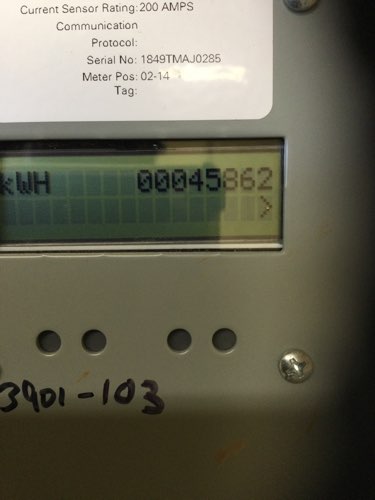 Current Sensor Rating: 200 AMPS
Communication
Protocol:
Serial No: 1849TMAJ0285
Meter Pos: 02-14
Tag:
kWH 00045862
>
3901-103